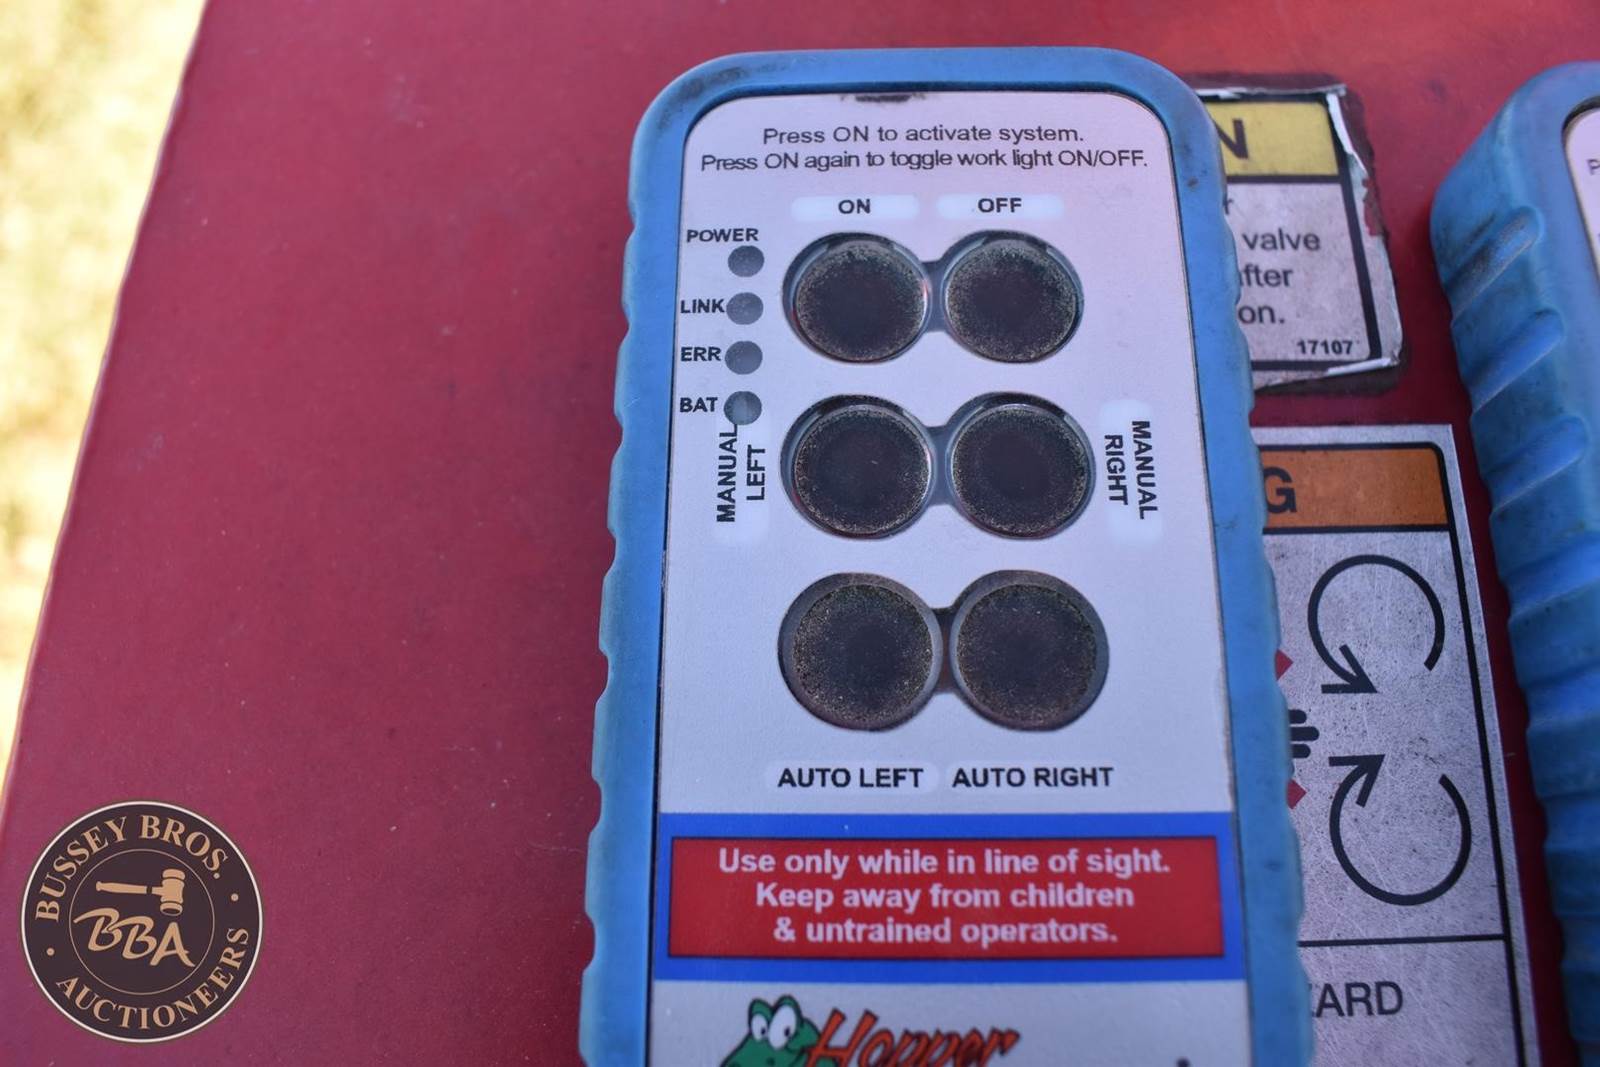 Press ON to activate system.
Press ON again to toggle work light ON/OFF.
ON OFF
POWER
LINK
ERR
BAT
MANUAL
LEFT
MANUAL
RIGHT
AUTO LEFT AUTO RIGHT
Use only while in line of sight.
Keep away from children
& untrained operators.
Hopper
N
valve
on.
17107
G
BUSSEY BROS.
BBA
AUCTIONEERS